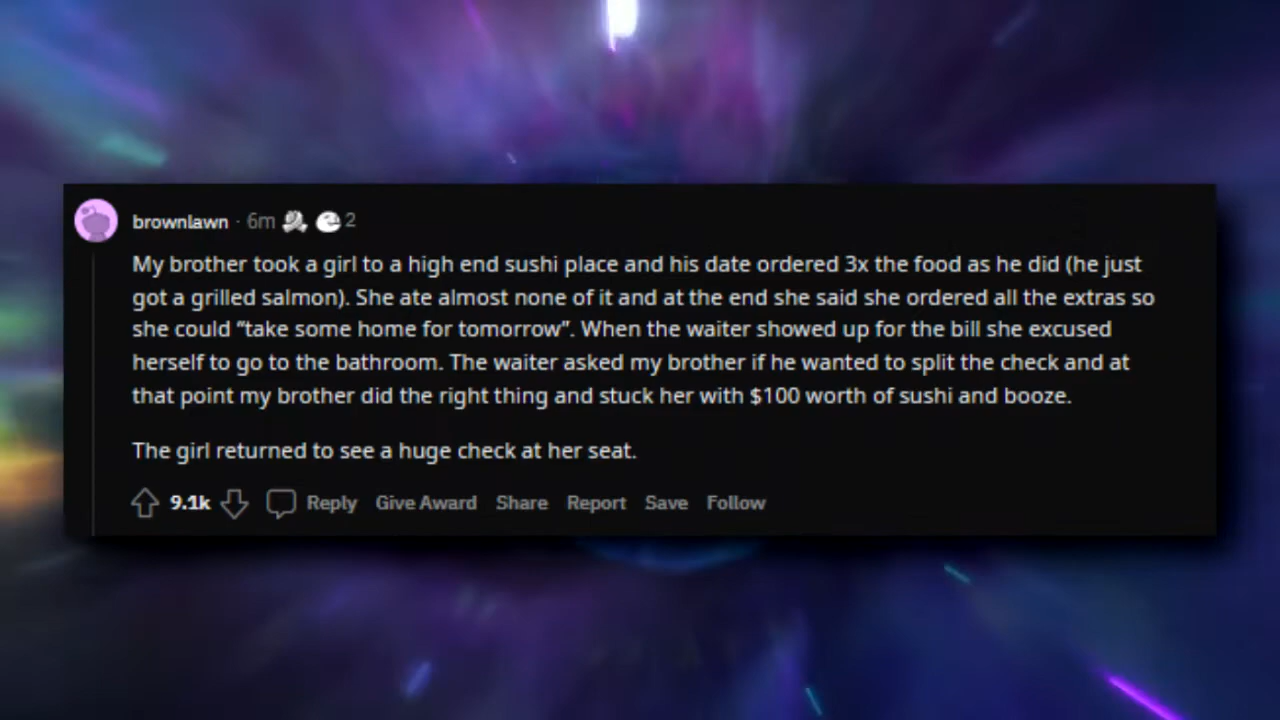 brownlawn · 6m 2
My brother took a girl to a high end sushi place and his date ordered 3x the food as he did (he just
got a grilled salmon). She ate almost none of it and at the end she said she ordered all the extras so
she could “take some home for tomorrow”. When the waiter showed up for the bill she excused
herself to go to the bathroom. The waiter asked my brother if he wanted to split the check and at
that point my brother did the right thing and stuck her with $100 worth of sushi and booze.
The girl returned to see a huge check at her seat.
9.1k Reply Give Award Share Report Save Follow